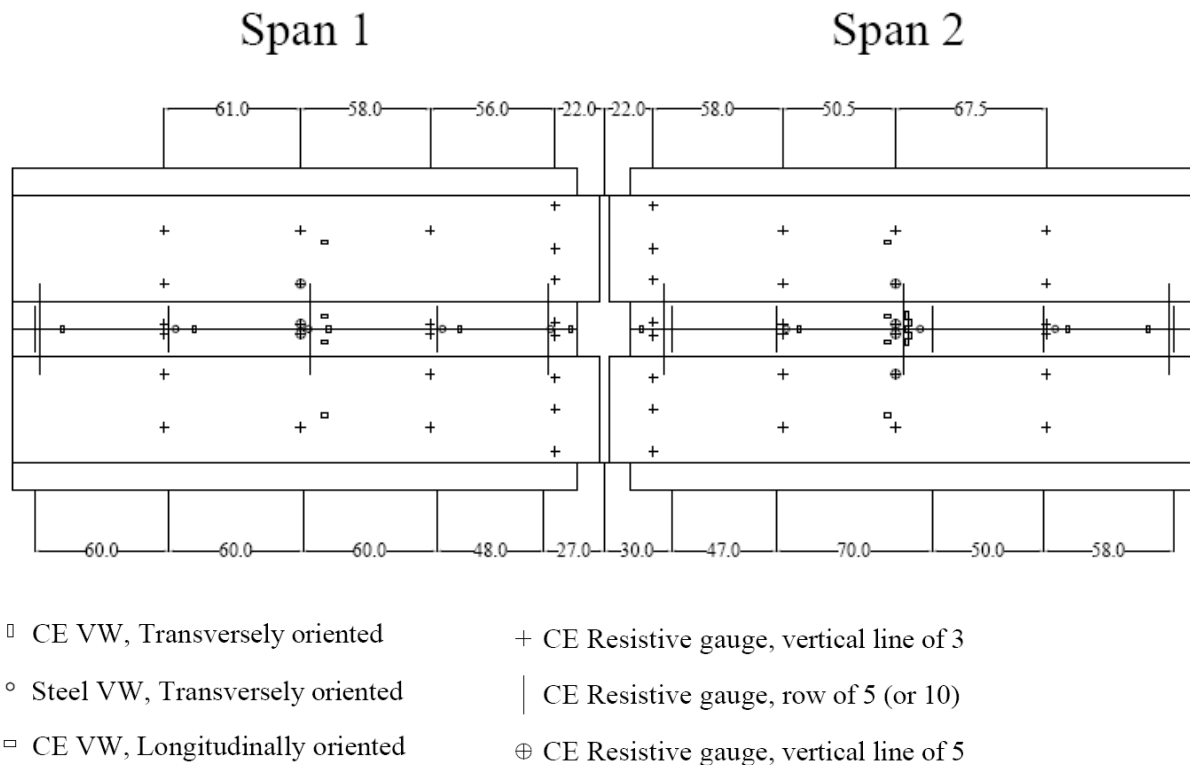 Span 1 Span 2
61.0 58.0 56.0 22.0 22.0 58.0 50.5 67.5
60.0 60.0 60.0 48.0 27.0 30.0 47.0 70.0 50.0 58.0
CE VW, Transversely oriented
Steel VW, Transversely oriented
CE VW, Longitudinally oriented
CE Resistive gauge, vertical line of 3
CE Resistive gauge, row of 5 (or 10)
CE Resistive gauge, vertical line of 5